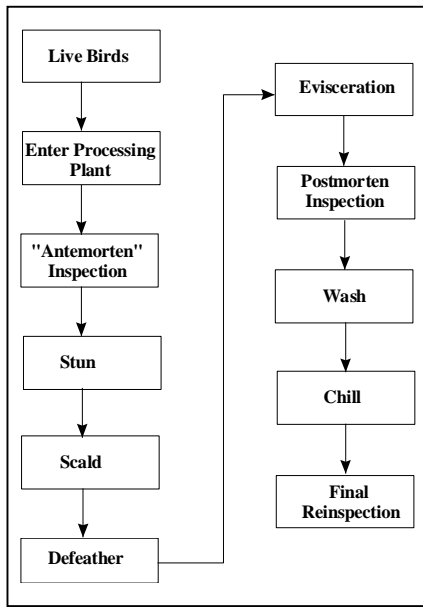 Live Birds
Enter Processing
Plant
"Antemorten"
Inspection
Stun
Scald
Defeather
Evisceration
Postmorten
Inspection
Wash
Chill
Final
Reinspection